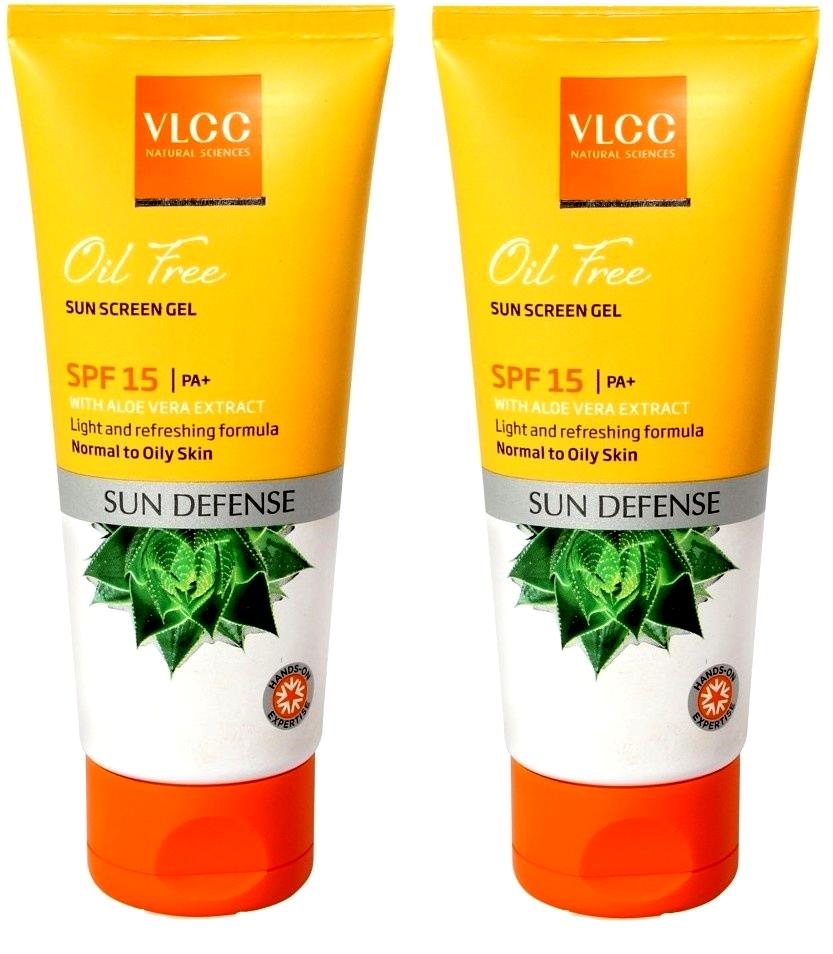 VLCC
NATURAL SCIENCES
Oil Free
SUN SCREEN GEL
SPF 15 | PA+
WITH ALOE VERA EXTRACT
Light and refreshing formula
Normal to Oily Skin
SUN DEFENSE
HANDS-ON
EXPERTISE
VLCC
NATURAL SCIENCES
Oil Free
SUN SCREEN GEL
SPF 15 | PA+
WITH ALOE VERA EXTRACT
Light and refreshing formula
Normal to Oily Skin
SUN DEFENSE
HANDS-ON
EXPERTISE